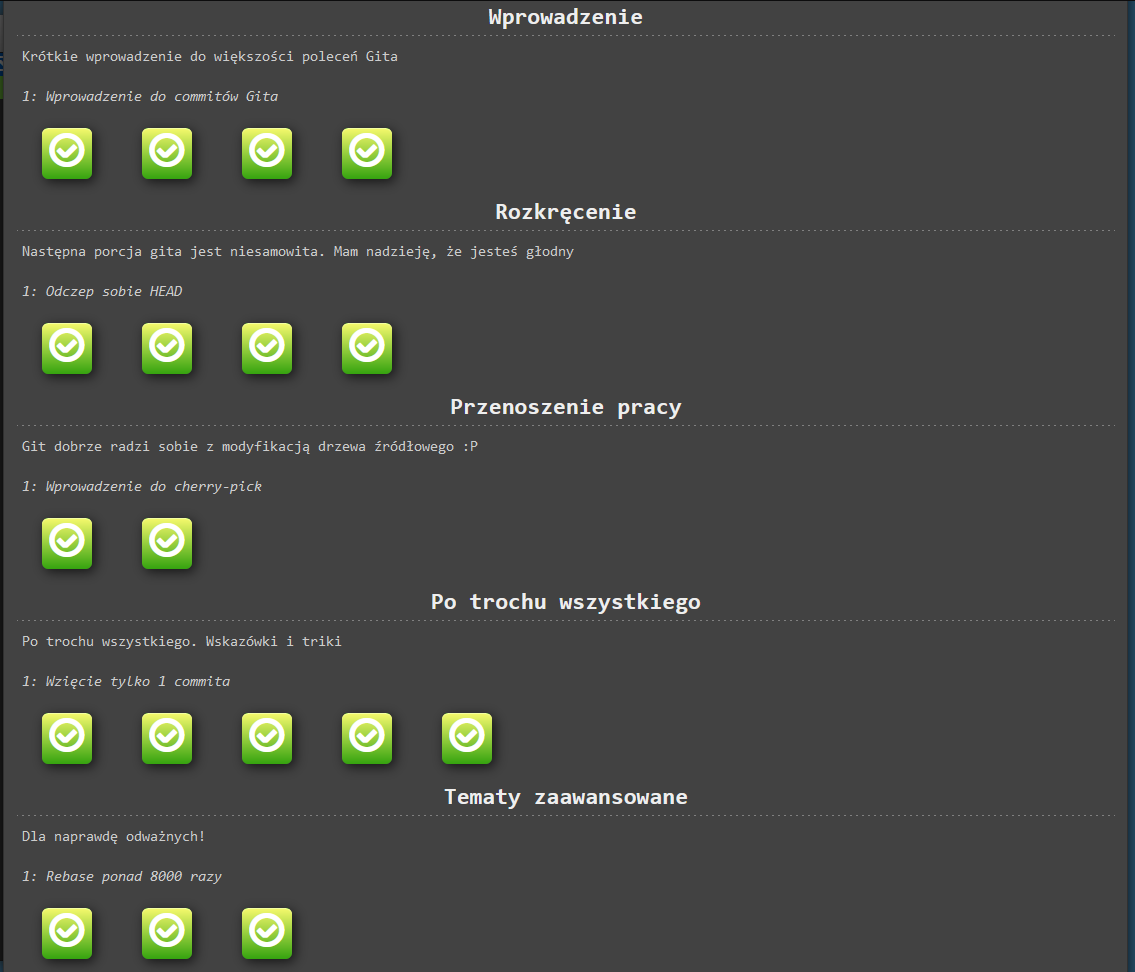 Wprowadzenie
Krótkie wprowadzenie do większości poleceń Gita
1: Wprowadzenie do commitów Gita
Rozkręcenie
Następna porcja gita jest niesamowita. Mam nadzieję, że jesteś głodny
1: Odczep sobie HEAD
Przenoszenie pracy
Git dobrze radzi sobie z modyfikacją drzewa źródłowego :P
1: Wprowadzenie do cherry-pick
Po trochu wszystkiego
Po trochu wszystkiego. Wskazówki i triki
1: Wzięcie tylko 1 commita
Tematy zaawansowane
Dla naprawdę odważnych!
1: Rebase ponad 8000 razy